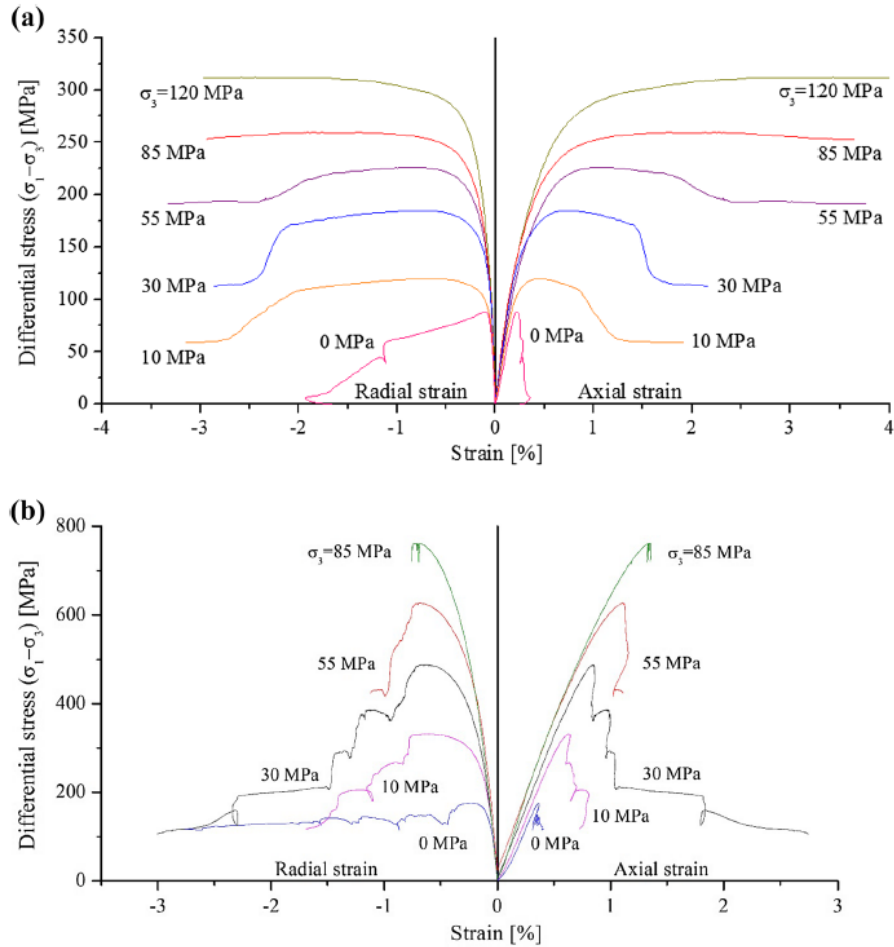 (a)
350
300
250
200
150
100
50
0
Differential stress (σ₁−σ₃) [MPa]
σ₃=120 MPa
σ₃=120 MPa
85 MPa
85 MPa
55 MPa
55 MPa
30 MPa
30 MPa
10 MPa
10 MPa
0 MPa
0 MPa
Radial strain
Axial strain
-4 -3 -2 -1 0 1 2 3 4
Strain [%]
(b)
800
600
400
200
0
Differential stress (σ₁−σ₃) [MPa]
σ₃=85 MPa
σ₃=85 MPa
55 MPa
55 MPa
30 MPa
30 MPa
10 MPa
10 MPa
0 MPa
0 MPa
Radial strain
Axial strain
-3 -2 -1 0 1 2 3
Strain [%]